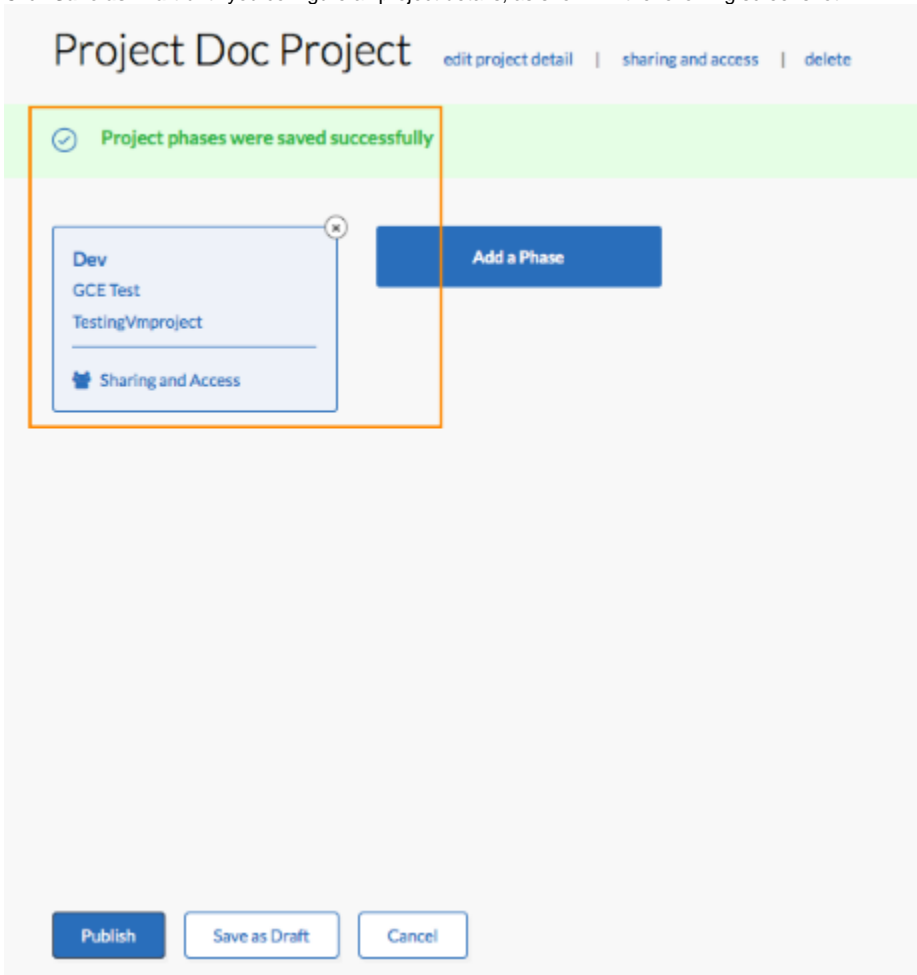 Project Doc Project edit project detail | sharing and access | delete
Project phases were saved successfully
Dev
GCE Test
TestingVmproject
Sharing and Access
Add a Phase
Publish Save as Draft Cancel